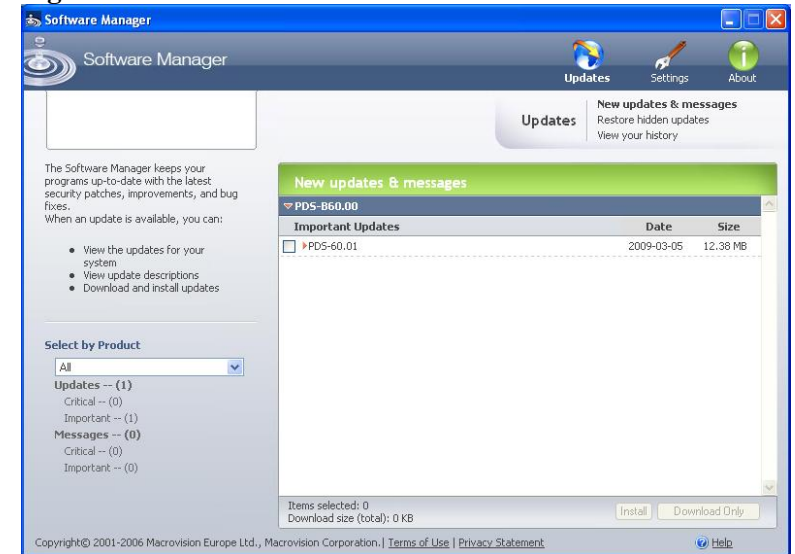 Software Manager
Software Manager
Updates
Settings
About
Updates
New updates & messages
Restore hidden updates
View your history
The Software Manager keeps your
programs up-to-date with the latest
security patches, improvements, and bug
fixes.
When an update is available, you can:
View the updates for your
system
View update descriptions
Download and install updates
Select by Product
All
Updates -- (1)
Critical -- (0)
Important -- (1)
Messages -- (0)
Critical -- (0)
Important -- (0)
New updates & messages
PDS-B60.00
Important Updates Date Size
PDS-60.01 2009-03-05 12.38 MB
Items selected: 0
Download size (total): 0 KB
Install Download Only
Copyright© 2001-2006 Macrovision Europe Ltd., Macrovision Corporation.| Terms of Use | Privacy Statement
Help